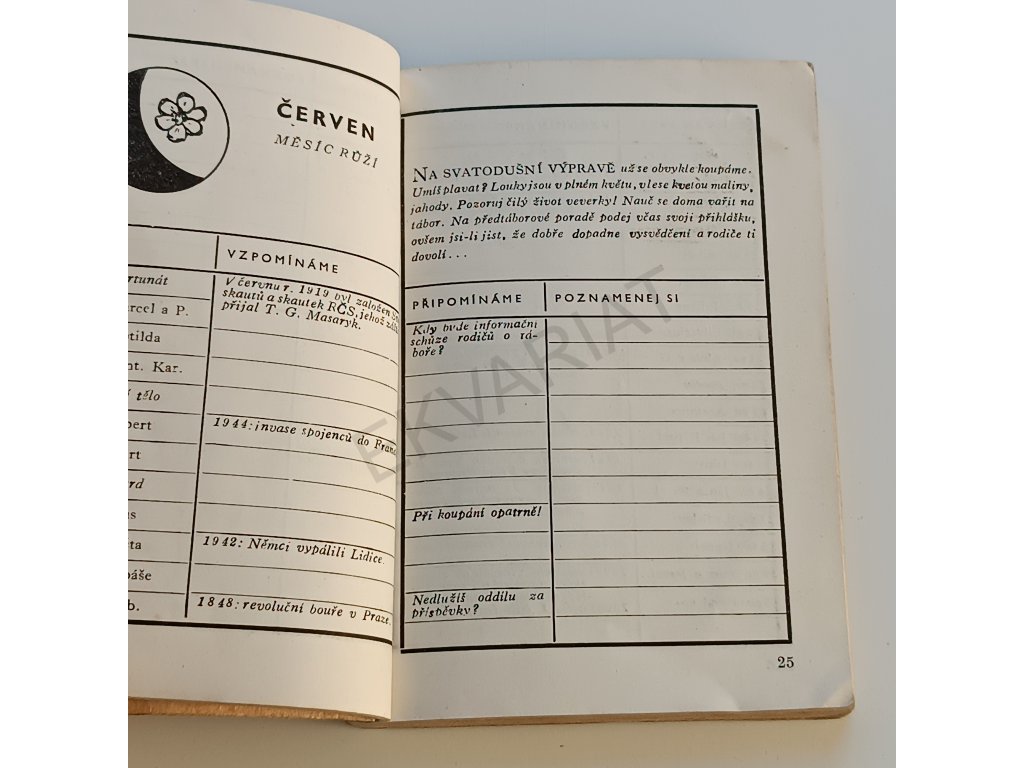 ČERVEN
MĚSÍC RŮŽÍ
VZPOMÍNÁME
rtunát
V červnu r. 1919 byl založen
rcel a P.
skautů a skautek RČS, jehož
přijal T. G. Masaryk.
tilda
nt. Kar.
tělo
bert
1944: invase spojenců do
rt
rd
us
ta
1942: Němci vypálili Lidice.
páše
b.
1848: revoluční bouře v Praze.
NA SVATODUŠNÍ VÝPRAVĚ už se obvykle koupáme.
Umíš plavat? Louky jsou v plném květu, v lese kvetou maliny,
jahody. Pozoruj čilý život veverky! Nauč se doma vařit na
tábor. Na předtáborové poradě podej včas svoji přihlášku,
ovšem jsi-li jist, že dobře dopadne vysvědčení a rodiče ti
dovolí...
PŘIPOMÍNÁME
POZNAMENEJ SI
Kdy bude informační
schůze rodičů o tá-
boře?
Při koupání opatrně!
Nedlužíš oddílu za
příspěvky?
25
EKVARIAT